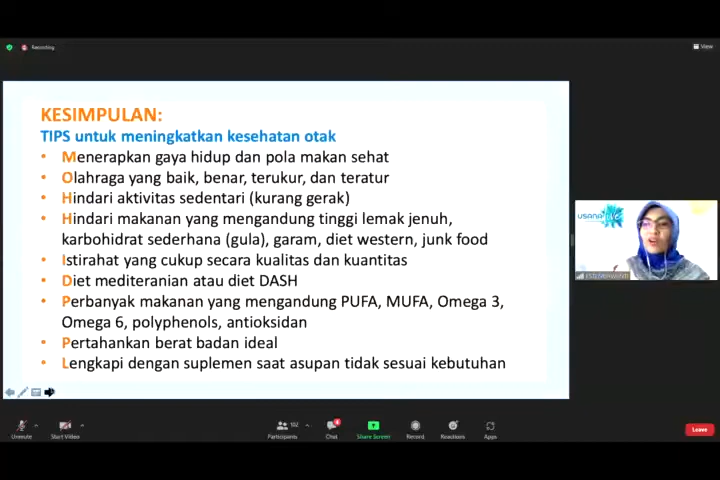 Recording
View
KESIMPULAN:
TIPS untuk meningkatkan kesehatan otak
• Menerapkan gaya hidup dan pola makan sehat
• Olahraga yang baik, benar, terukur, dan teratur
• Hindari aktivitas sedentari (kurang gerak)
• Hindari makanan yang mengandung tinggi lemak jenuh,
karbohidrat sederhana (gula), garam, diet western, junk food
• Istirahat yang cukup secara kualitas dan kuantitas
• Diet mediteranian atau diet DASH
• Perbanyak makanan yang mengandung PUFA, MUFA, Omega 3,
Omega 6, polyphenols, antioksidan
• Pertahankan berat badan ideal
• Lengkapi dengan suplemen saat asupan tidak sesuai kebutuhan
usana
Unmute
Start Video
Participants
102
Chat
Share Screen
Record
Reactions
Apps
Leave